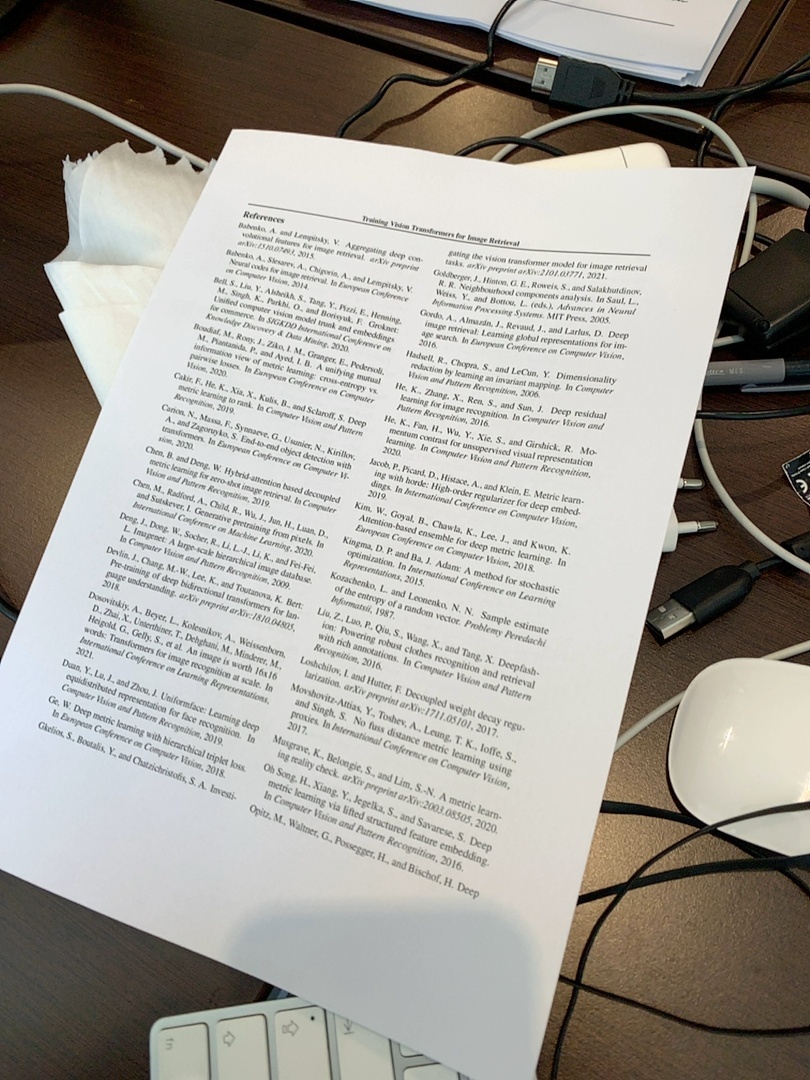 Training Vision Transformers for Image Retrieval
References
Babenko, A. and Lempitsky, V. Aggregating deep con-
volutional features for image retrieval. arXiv preprint
arXiv:1510.07493, 2015.
Babenko, A., Slesarev, A., Chigorin, A., and Lempitsky, V.
Neural codes for image retrieval. In European Conference
on Computer Vision, 2014.
Bell, S., Liu, Y., Alsheikh, S., Tang, Y., Pizzi, E., Henning,
M., Singh, K., Parkhi, O., and Borisyuk, F. Groknet:
Unified computer vision model trunk and embeddings
for commerce. In SIGKDD International Conference on
Knowledge Discovery & Data Mining, 2020.
Boudiaf, M., Rony, J., Ziko, I. M., Granger, E., Pedersoli,
M., Piantanida, P., and Ayed, I. B. A unifying mutual
information view of metric learning: cross-entropy vs.
pairwise losses. In European Conference on Computer
Vision, 2020.
Cakir, F., He, K., Xia, X., Kulis, B., and Sclaroff, S. Deep
metric learning to rank. In Computer Vision and Pattern
Recognition, 2019.
Carion, N., Massa, F., Synnaeve, G., Usunier, N., Kirillov,
A., and Zagoruyko, S. End-to-end object detection with
transformers. In European Conference on Computer Vi-
sion, 2020.
Chen, B. and Deng, W. Hybrid-attention based decoupled
metric learning for zero-shot image retrieval. In Computer
Vision and Pattern Recognition, 2019.
Chen, M., Radford, A., Child, R., Wu, J., Jun, H., Luan, D.,
and Sutskever, I. Generative pretraining from pixels. In
International Conference on Machine Learning, 2020.
Deng, J., Dong, W., Socher, R., Li, L.-J., Li, K., and Fei-Fei,
L. Imagenet: A large-scale hierarchical image database.
In Computer Vision and Pattern Recognition, 2009.
Devlin, J., Chang, M.-W., Lee, K., and Toutanova, K. Bert:
Pre-training of deep bidirectional transformers for lan-
guage understanding. arXiv preprint arXiv:1810.04805,
2018.
Dosovitskiy, A., Beyer, L., Kolesnikov, A., Weissenborn,
D., Zhai, X., Unterthiner, T., Dehghani, M., Minderer, M.,
Heigold, G., Gelly, S., et al. An image is worth 16x16
words: Transformers for image recognition at scale. In
International Conference on Learning Representations,
2021.
Duan, Y., Lu, J., and Zhou, J. Uniformface: Learning deep
equidistributed representation for face recognition. In
Computer Vision and Pattern Recognition, 2019.
Ge, W. Deep metric learning with hierarchical triplet loss.
In European Conference on Computer Vision, 2018.
Gkelios, S., Boutalis, Y., and Chatzichristofis, S. A. Investi-
gating the vision transformer model for image retrieval
tasks. arXiv preprint arXiv:2101.03771, 2021.
Goldberger, J., Hinton, G. E., Roweis, S., and Salakhutdinov,
R. R. Neighbourhood components analysis. In Saul, L.,
Weiss, Y., and Bottou, L. (eds.), Advances in Neural
Information Processing Systems. MIT Press, 2005.
Gordo, A., Almazán, J., Revaud, J., and Larlus, D. Deep
image retrieval: Learning global representations for im-
age search. In European Conference on Computer Vision,
2016.
Hadsell, R., Chopra, S., and LeCun, Y. Dimensionality
reduction by learning an invariant mapping. In Computer
Vision and Pattern Recognition, 2006.
He, K., Zhang, X., Ren, S., and Sun, J. Deep residual
learning for image recognition. In Computer Vision and
Pattern Recognition, 2016.
He, K., Fan, H., Wu, Y., Xie, S., and Girshick, R. Mo-
mentum contrast for unsupervised visual representation
learning. In Computer Vision and Pattern Recognition,
2020.
Jacob, P., Picard, D., Histace, A., and Klein, E. Metric learn-
ing with horde: High-order regularizer for deep embed-
dings. In International Conference on Computer Vision,
2019.
Kim, W., Goyal, B., Chawla, K., Lee, J., and Kwon, K.
Attention-based ensemble for deep metric learning. In
European Conference on Computer Vision, 2018.
Kingma, D. P. and Ba, J. Adam: A method for stochastic
optimization. In International Conference on Learning
Representations, 2015.
Kozachenko, L. and Leonenko, N. N. Sample estimate
of the entropy of a random vector. Problemy Peredachi
Informatsii, 1987.
Liu, Z., Luo, P., Qiu, S., Wang, X., and Tang, X. Deepfash-
ion: Powering robust clothes recognition and retrieval
with rich annotations. In Computer Vision and Pattern
Recognition, 2016.
Loshchilov, I. and Hutter, F. Decoupled weight decay regu-
larization. arXiv preprint arXiv:1711.05101, 2017.
Movshovitz-Attias, Y., Toshev, A., Leung, T. K., Ioffe, S.,
and Singh, S. No fuss distance metric learning using
proxies. In International Conference on Computer Vision,
2017.
Musgrave, K., Belongie, S., and Lim, S.-N. A metric learn-
ing reality check. arXiv preprint arXiv:2003.08505, 2020.
Oh Song, H., Xiang, Y., Jegelka, S., and Savarese, S. Deep
metric learning via lifted structured feature embedding.
In Computer Vision and Pattern Recognition, 2016.
Opitz, M., Waltner, G., Possegger, H., and Bischof, H. Deep
fn